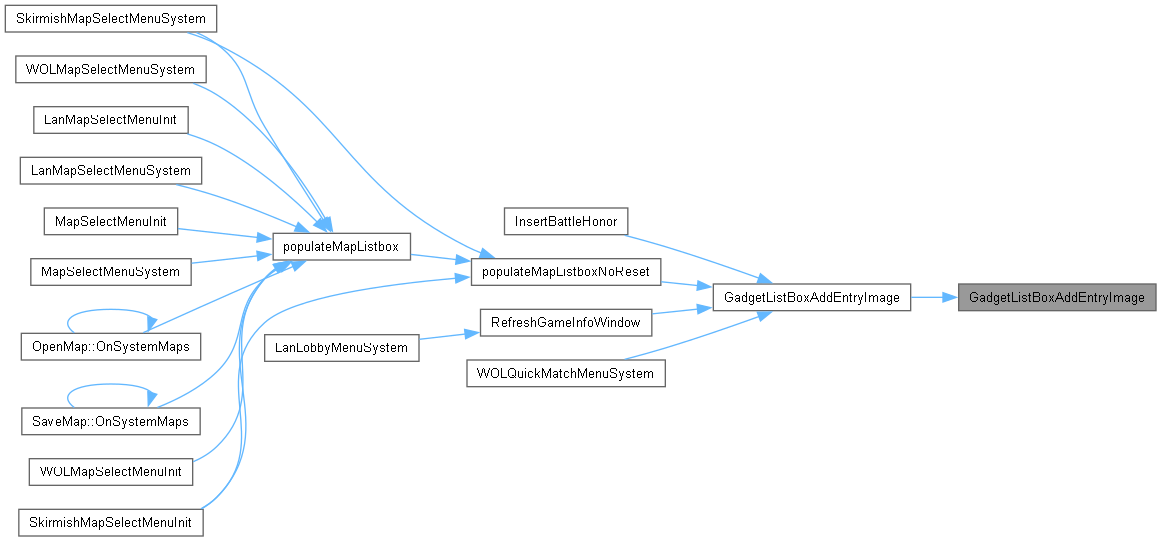 SkirmishMapSelectMenuSystem
WOLMapSelectMenuSystem
LanMapSelectMenuInit
LanMapSelectMenuSystem
MapSelectMenuInit
MapSelectMenuSystem
OpenMap::OnSystemMaps
SaveMap::OnSystemMaps
WOLMapSelectMenuInit
SkirmishMapSelectMenuInit
populateMapListbox
LanLobbyMenuSystem
InsertBattleHonor
populateMapListboxNoReset
RefreshGameInfoWindow
WOLQuickMatchMenuSystem
GadgetListBoxAddEntryImage
GadgetListBoxAddEntryImage